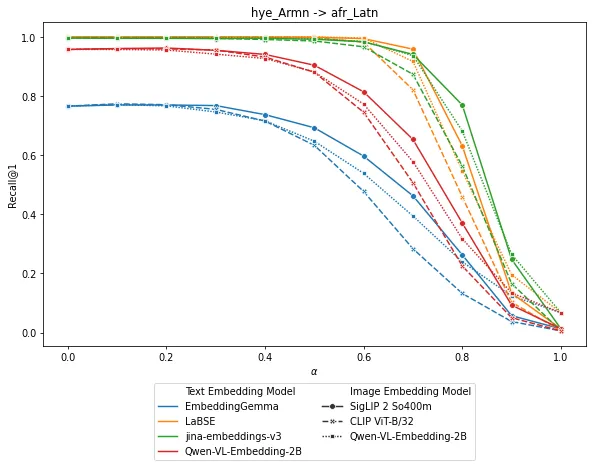 hye_Armn -> afr_Latn
Recall@1
1.0
0.8
0.6
0.4
0.2
0.0
0.0 0.2 0.4 0.6 0.8 1.0
α
Text Embedding Model
EmbeddingGemma
LaBSE
jina-embeddings-v3
Qwen-VL-Embedding-2B
Image Embedding Model
SigLIP 2 So400m
CLIP ViT-B/32
Qwen-VL-Embedding-2B